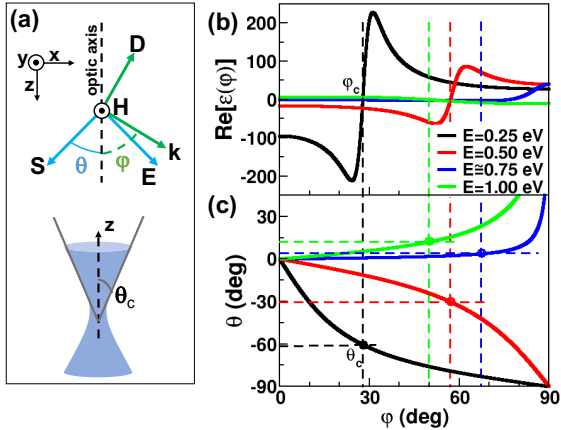 (a)
optic axis
D
y
x
z
H
S
θ
φ
E
k
z
θc
(b)
Re[ε(φ)]
200
100
0
-100
-200
φc
E=0.25 eV
E=0.50 eV
E≅0.75 eV
E=1.00 eV
(c)
θ (deg)
30
0
-30
-60
-90
θc
0 30 60 90
φ (deg)